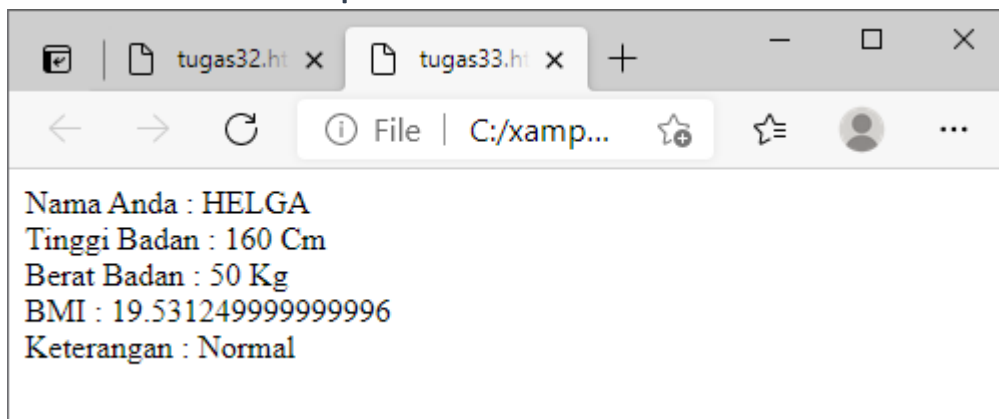 tugas32.ht
tugas33.ht
File
C:/xamp...
Nama Anda : HELGA
Tinggi Badan : 160 Cm
Berat Badan : 50 Kg
BMI : 19.531249999999996
Keterangan : Normal